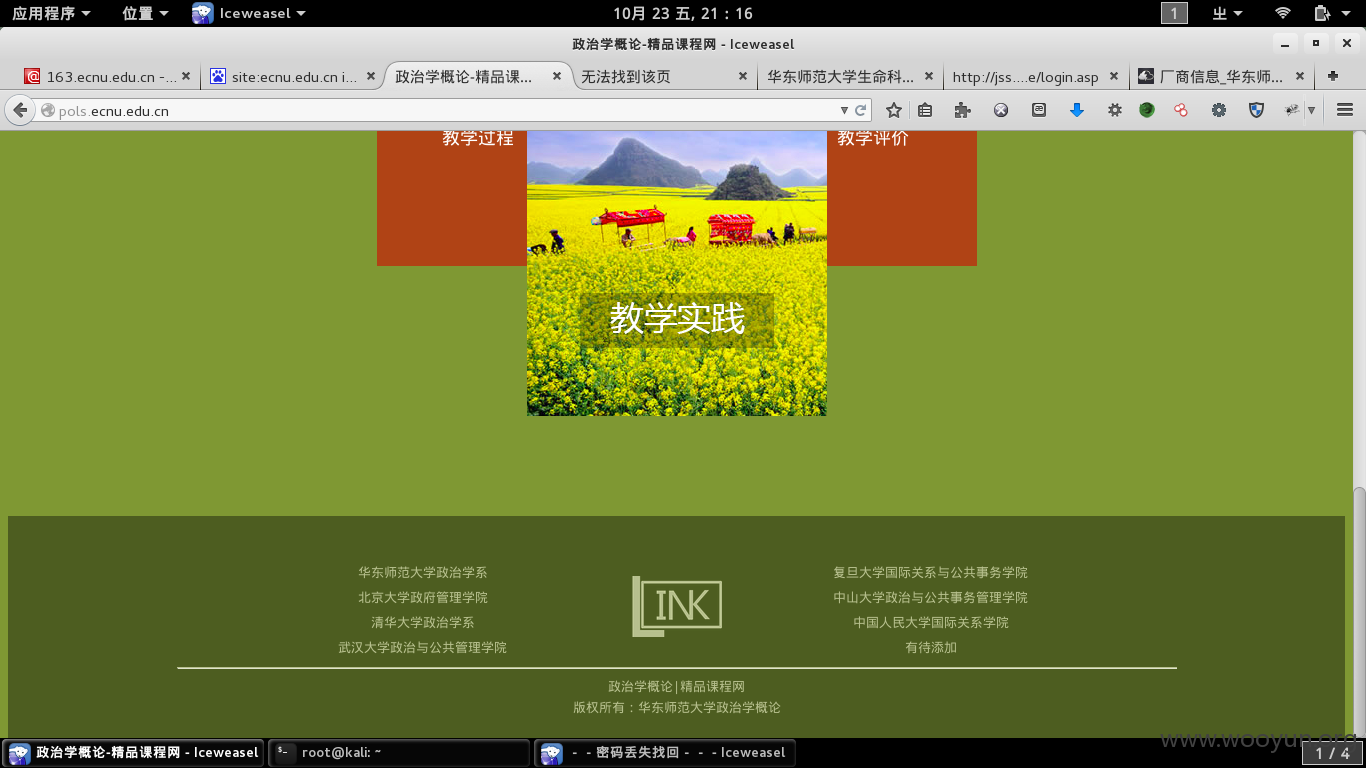 应用程序 位置 Iceweasel 10月 23 五, 21：16 1
政治学概论-精品课程网 - Iceweasel
163.ecnu.edu.cn -... site:ecnu.edu.cn i... 政治学概论-精品课... 无法找到该页 华东师范大学生命科... http://jss....e/login.asp 厂商信息_华东师...
pols.ecnu.edu.cn
教学过程 教学评价
教学实践
华东师范大学政治学系
北京大学政府管理学院
清华大学政治学系
武汉大学政治与公共管理学院
INK
复旦大学国际关系与公共事务学院
中山大学政治与公共事务管理学院
中国人民大学国际关系学院
有待添加
政治学概论|精品课程网
版权所有：华东师范大学政治学概论
www.wooyun.org
政治学概论-精品课程网 - Iceweasel root@kali: ~ - - 密码丢失找回 - - - Iceweasel 1 / 4